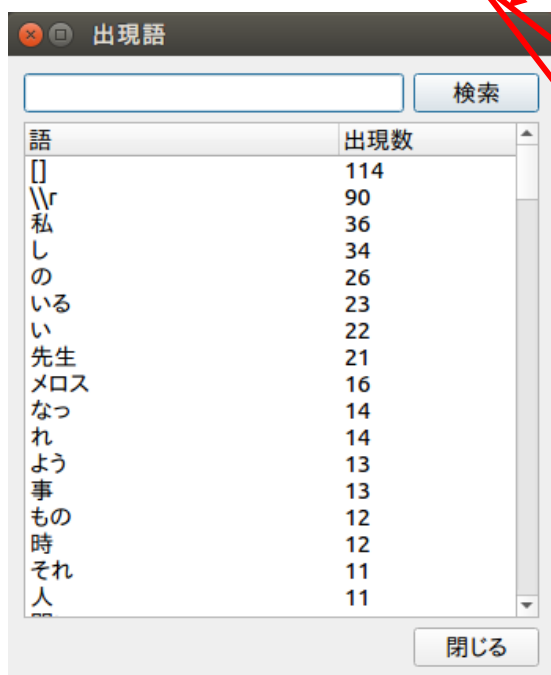 出現語
検索
語 出現数
[] 114
\\r 90
私 36
し 34
の 26
いる 23
い 22
先生 21
メロス 16
なっ 14
れ 14
よう 13
事 13
もの 12
時 12
それ 11
人 11
閉じる